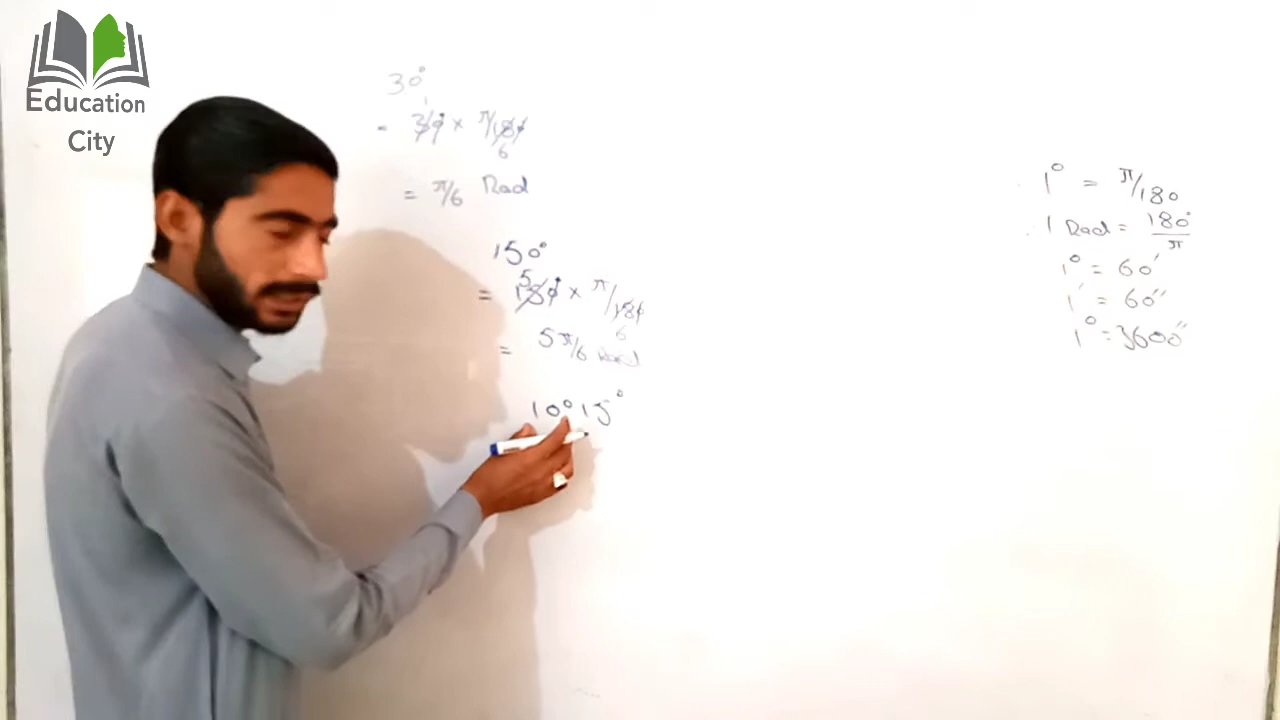 Education
City
30°
= 30° × π/180
1
6
= π/6 Rad
150°
= 150° × π/180
5
6
= 5π/6 Rad
10° 15°
1° = π/180
1 Rad = 180°/π
1° = 60′
1′ = 60″
1° = 3600″